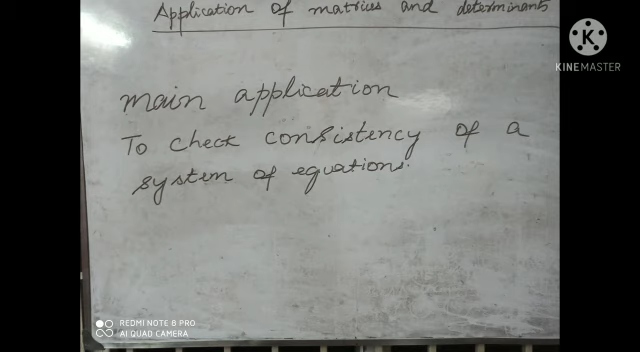 Application of matrices and determinants
KINEMASTER
main application
To check consistency of a
system of equations.
REDMI NOTE 8 PRO
AI QUAD CAMERA